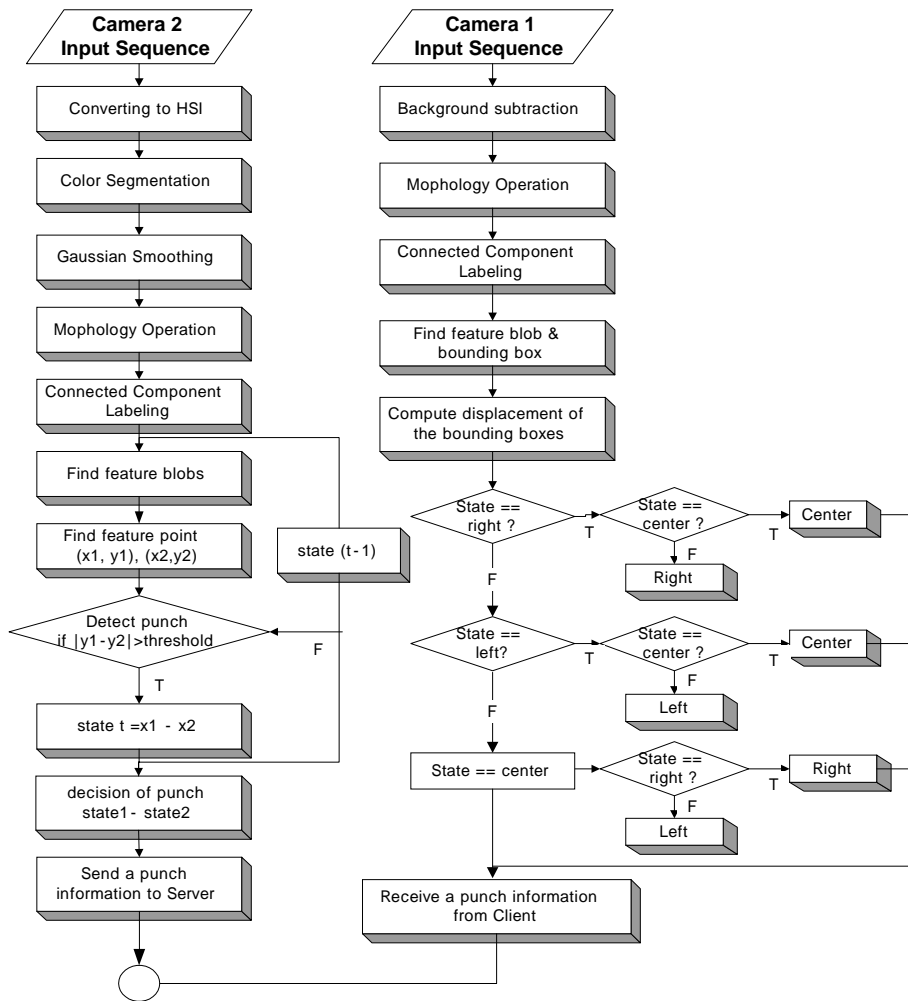 Camera 2
Input Sequence
Converting to HSI
Color Segmentation
Gaussian Smoothing
Mophology Operation
Connected Component
Labeling
Find feature blobs
Find feature point
(x1, y1), (x2,y2)
state (t-1)
Detect punch
if |y1-y2|>threshold
F
T
state t =x1 - x2
decision of punch
state1- state2
Send a punch
information to Server
Camera 1
Input Sequence
Background subtraction
Mophology Operation
Connected Component
Labeling
Find feature blob &
bounding box
Compute displacement of
the bounding boxes
State ==
right ?
T
State ==
center ?
T
Center
F
Right
F
State ==
left?
T
State ==
center ?
T
Center
F
Left
F
State == center
State ==
right ?
T
Right
F
Left
Receive a punch information
from Client